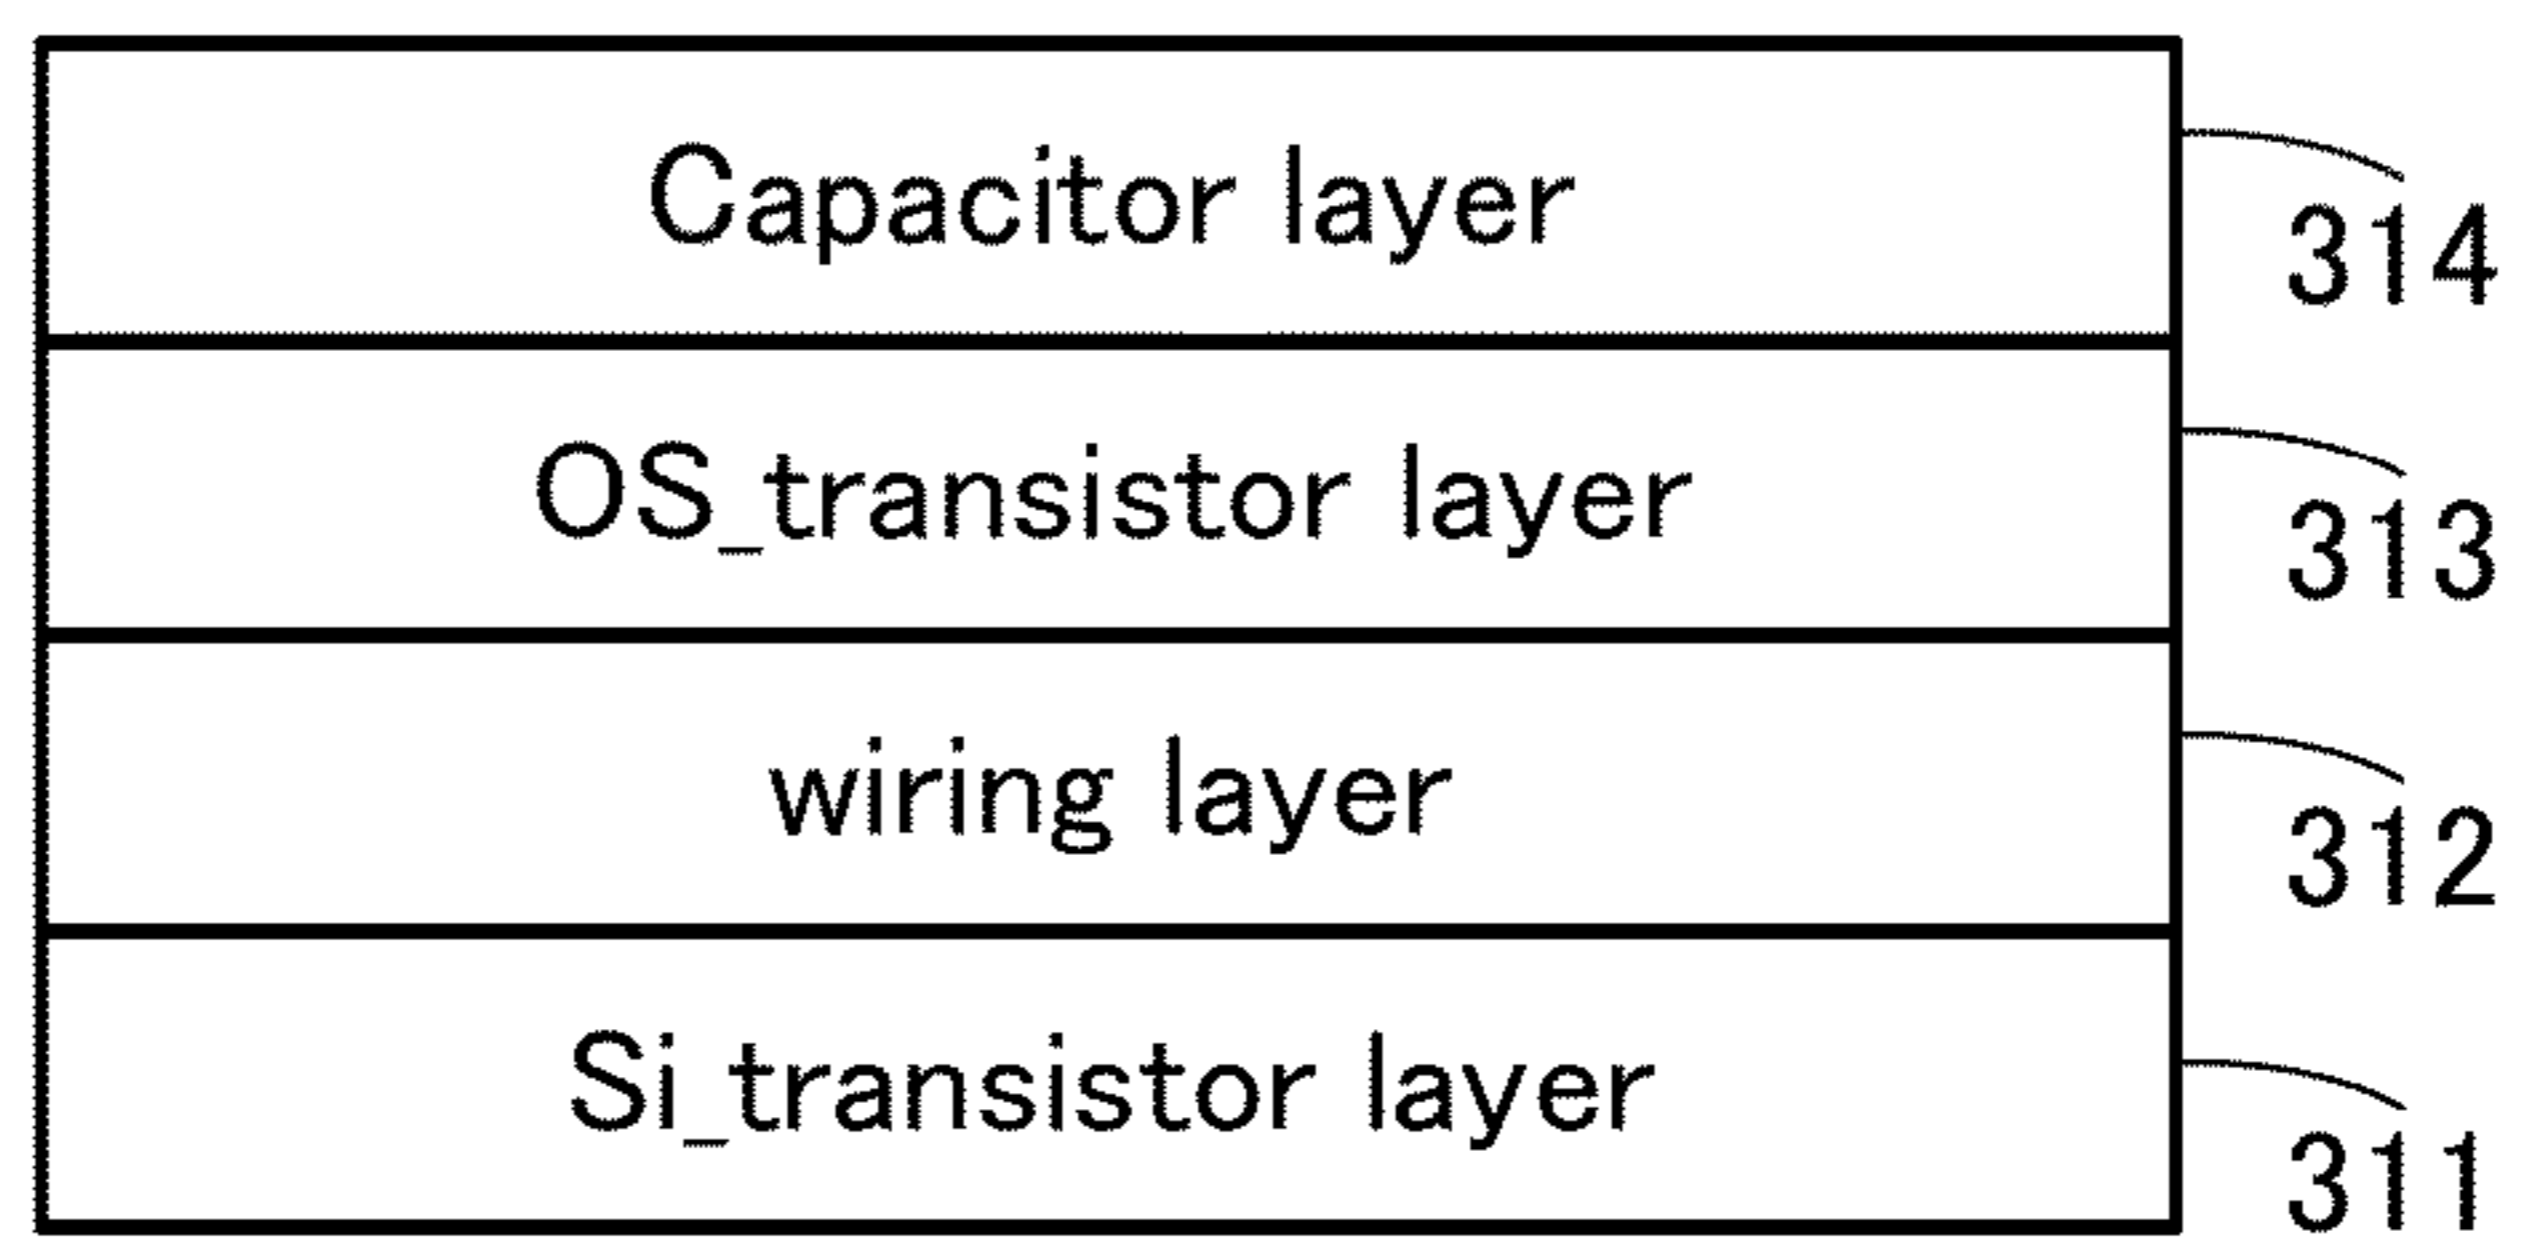 Capacitor layer
314
OS_transistor layer
313
wiring layer
312
Si_transistor layer
311